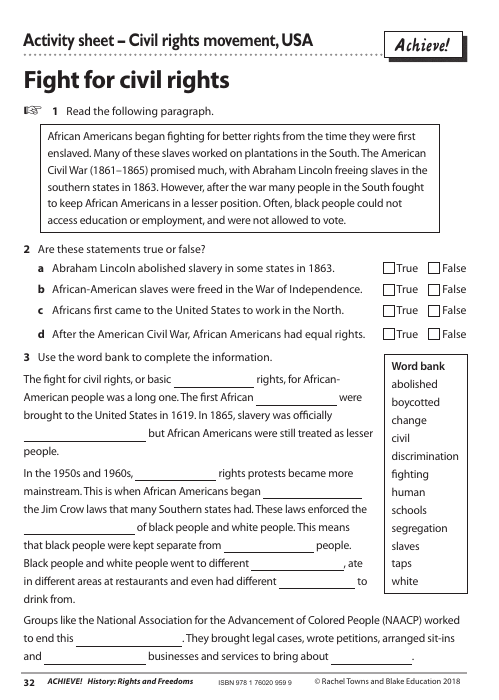 Activity sheet – Civil rights movement, USA
Achieve!
Fight for civil rights
1 Read the following paragraph.
African Americans began fighting for better rights from the time they were first
enslaved. Many of these slaves worked on plantations in the South. The American
Civil War (1861–1865) promised much, with Abraham Lincoln freeing slaves in the
southern states in 1863. However, after the war many people in the South fought
to keep African Americans in a lesser position. Often, black people could not
access education or employment, and were not allowed to vote.
2 Are these statements true or false?
a Abraham Lincoln abolished slavery in some states in 1863. True False
b African-American slaves were freed in the War of Independence. True False
c Africans first came to the United States to work in the North. True False
d After the American Civil War, African Americans had equal rights. True False
3 Use the word bank to complete the information.
The fight for civil rights, or basic ____ rights, for African-
American people was a long one. The first African ____ were
brought to the United States in 1619. In 1865, slavery was officially
____ but African Americans were still treated as lesser
people.
In the 1950s and 1960s, ____ rights protests became more
mainstream. This is when African Americans began ____
the Jim Crow laws that many Southern states had. These laws enforced the
____ of black people and white people. This means
that black people were kept separate from ____ people.
Black people and white people went to different ____, ate
in different areas at restaurants and even had different ____ to
drink from.
Word bank
abolished
boycotted
change
civil
discrimination
fighting
human
schools
segregation
slaves
taps
white
Groups like the National Association for the Advancement of Colored People (NAACP) worked
to end this ____. They brought legal cases, wrote petitions, arranged sit-ins
and ____ businesses and services to bring about ____.
32 ACHIEVE! History: Rights and Freedoms ISBN 978 1 76020 959 9 © Rachel Towns and Blake Education 2018